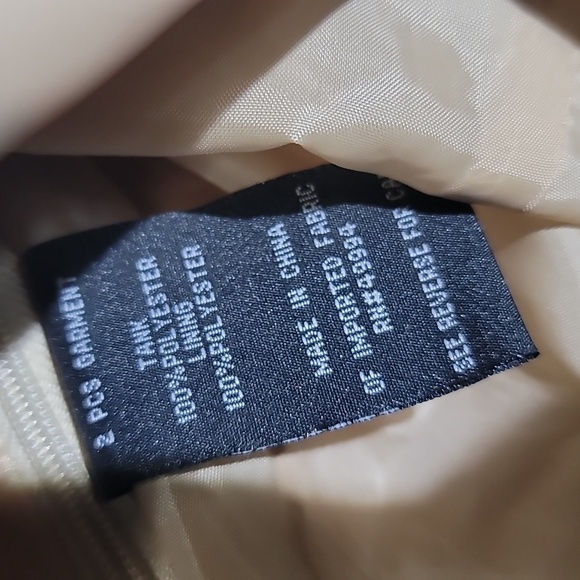 2 PCS GARMENT
TANK
100%POLYESTER
LINING
100%POLYESTER
MADE IN CHINA
OF IMPORTED FABRIC
RN#49994
SEE REVERSE FOR